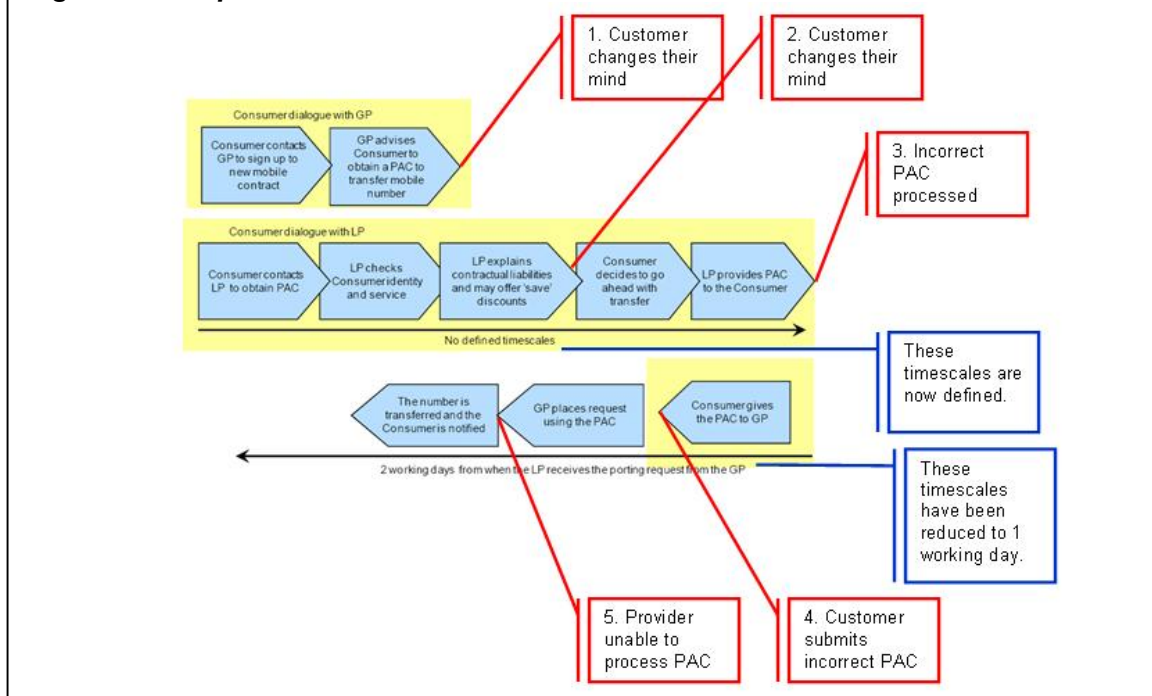 1. Customer
changes their
mind
2. Customer
changes their
mind
Consumer dialogue with GP
Consumer contacts
GP to sign up to
new mobile
contract
GP advises
Consumer to
obtain a PAC to
transfer mobile
number
3. Incorrect
PAC
processed
Consumer dialogue with LP
Consumer contacts
LP to obtain PAC
LP checks
Consumer identity
and service
LP explains
contractual liabilities
and may offer 'save'
discounts
Consumer
decides to go
ahead with
transfer
LP provides PAC
to the Consumer
No defined timescales
These
timescales are
now defined.
The number is
transferred and the
Consumer is notified
GP places request
using the PAC
Consumer gives
the PAC to GP
2 working days from when the LP receives the porting request from the GP
These
timescales
have been
reduced to 1
working day.
5. Provider
unable to
process PAC
4. Customer
submits
incorrect PAC